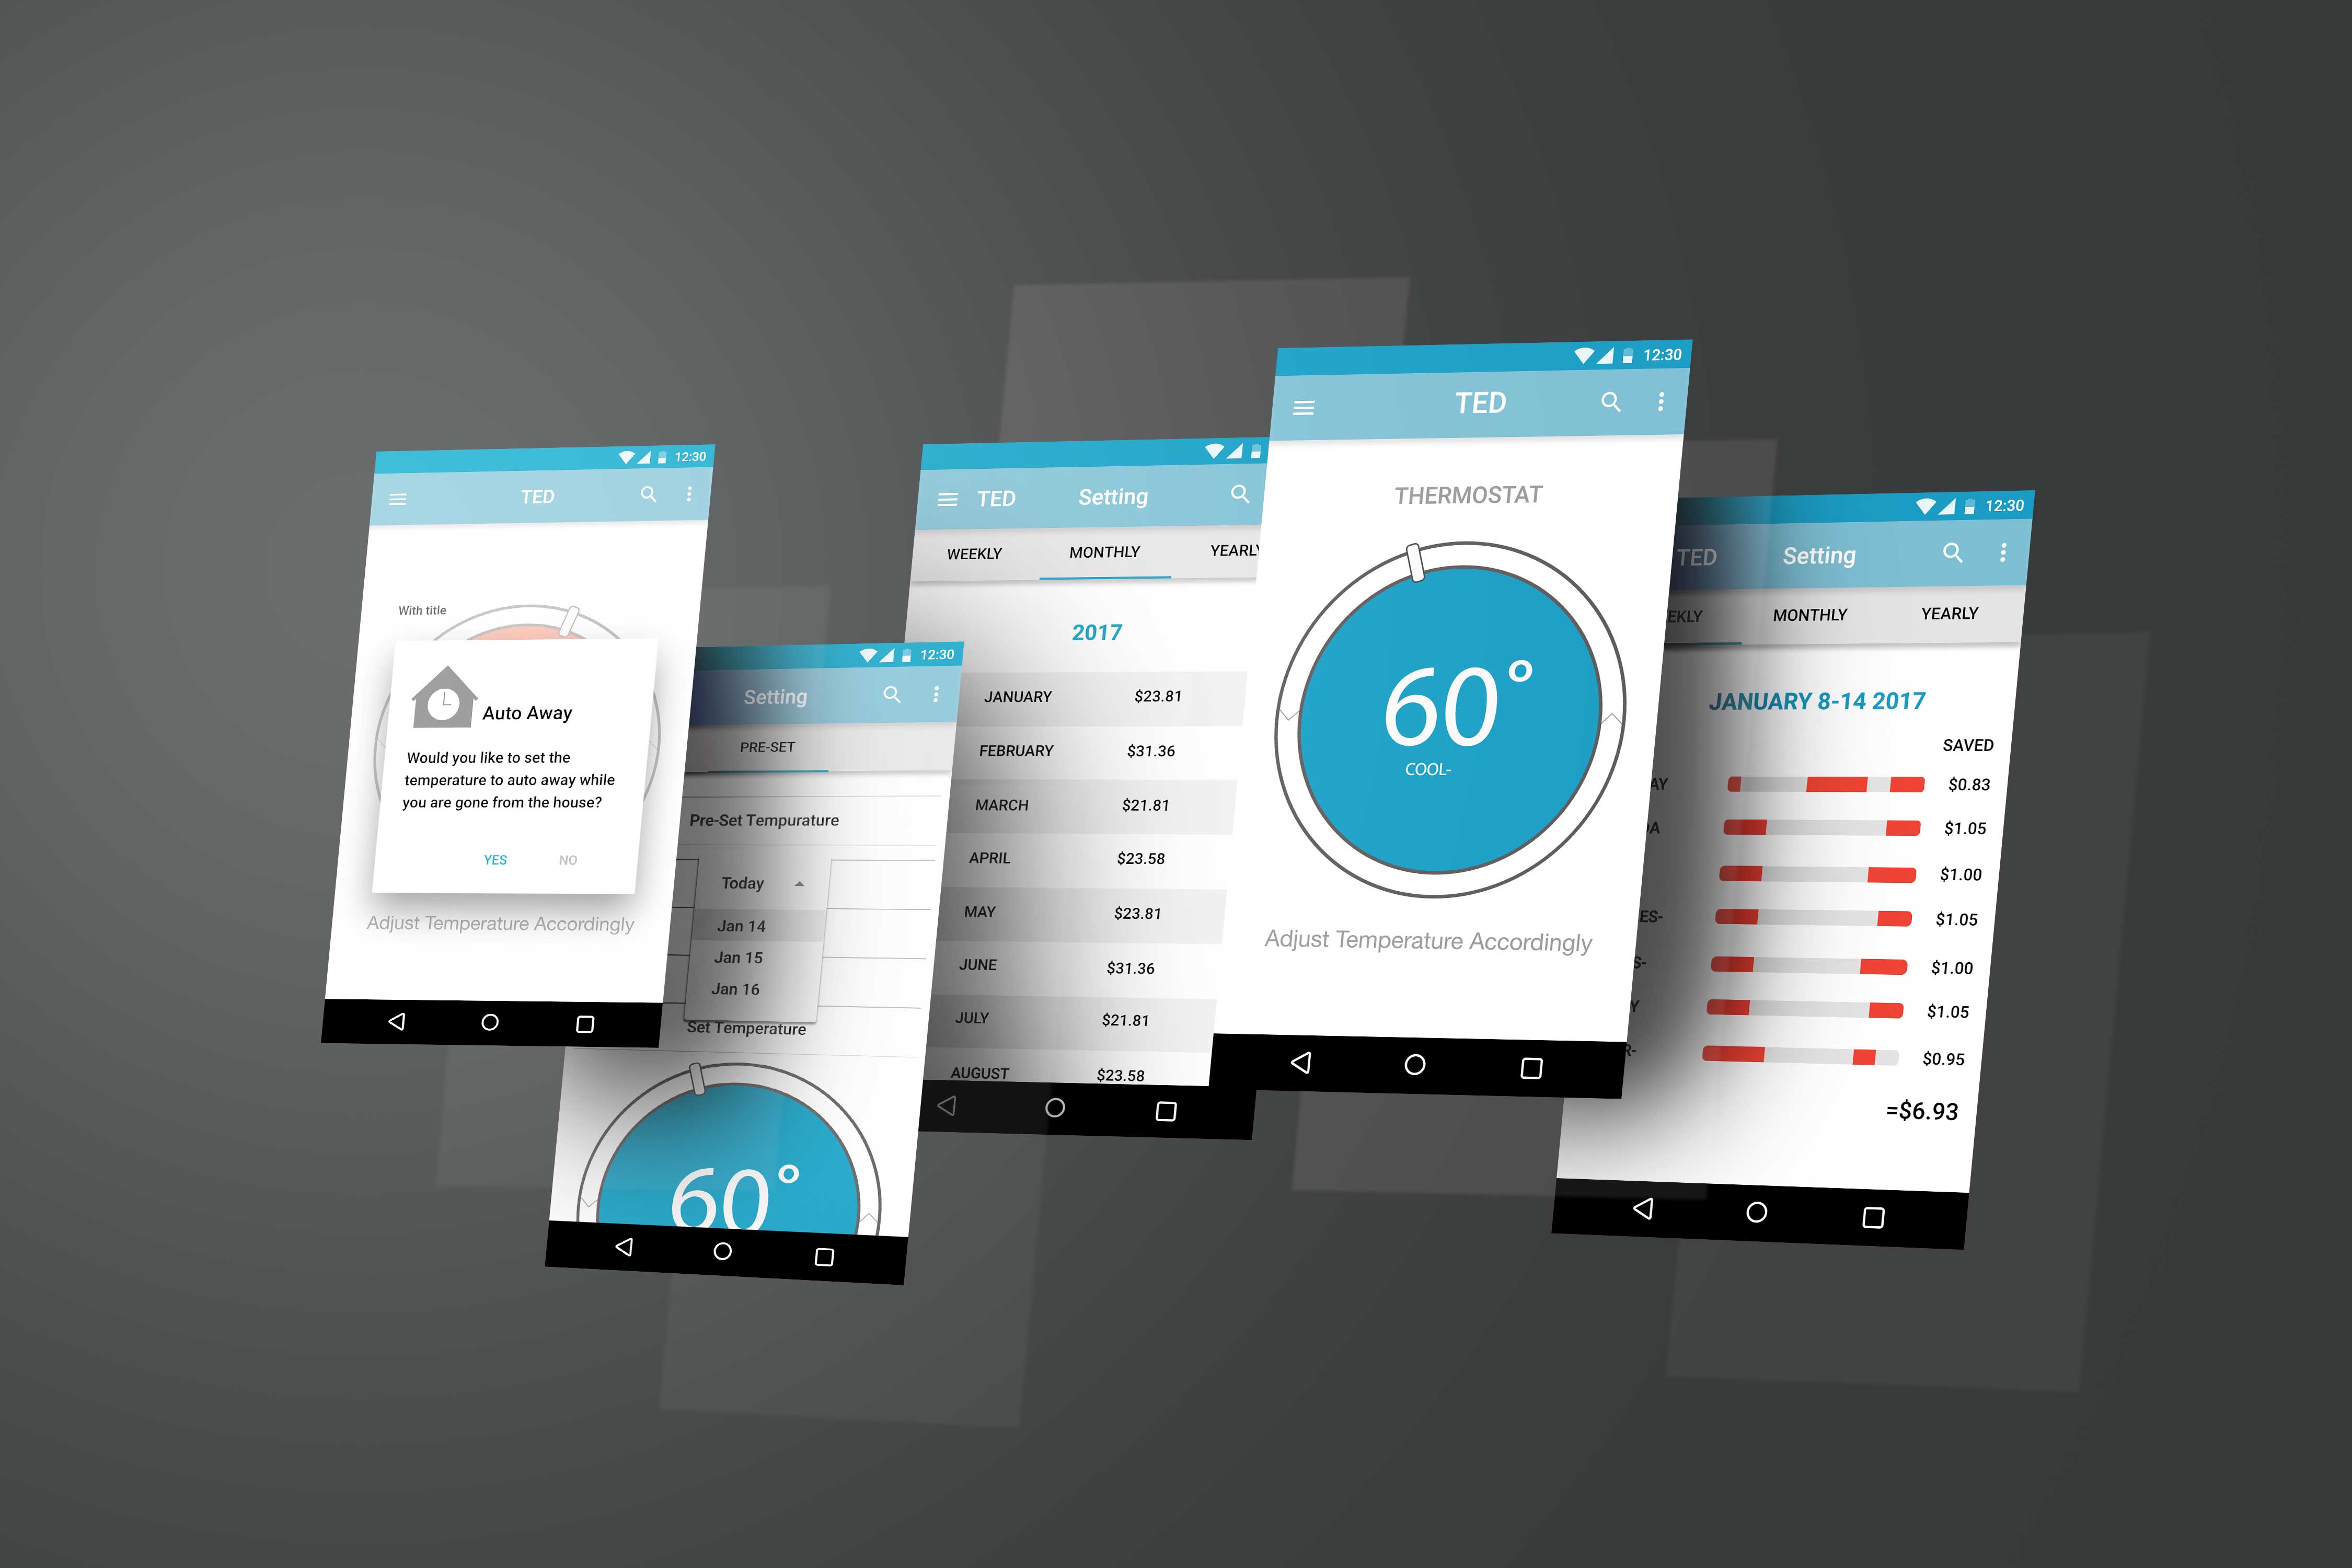 12:30
TED
With title
Auto Away
Would you like to set the
temperature to auto away while
you are gone from the house?
YES NO
Adjust Temperature Accordingly
12:30
Setting
PRE-SET
Pre-Set Tempurature
Today
Jan 14
Jan 15
Jan 16
Set Temperature
60°
TED Setting
WEEKLY MONTHLY YEARLY
2017
JANUARY $23.81
FEBRUARY $31.36
MARCH $21.81
APRIL $23.58
MAY $23.81
JUNE $31.36
JULY $21.81
AUGUST $23.58
12:30
TED
THERMOSTAT
60°
COOL-
Adjust Temperature Accordingly
12:30
TED Setting
EKLY MONTHLY YEARLY
JANUARY 8-14 2017
SAVED
AY $0.83
$1.05
$1.00
ES- $1.05
S- $1.00
Y $1.05
R- $0.95
=$6.93